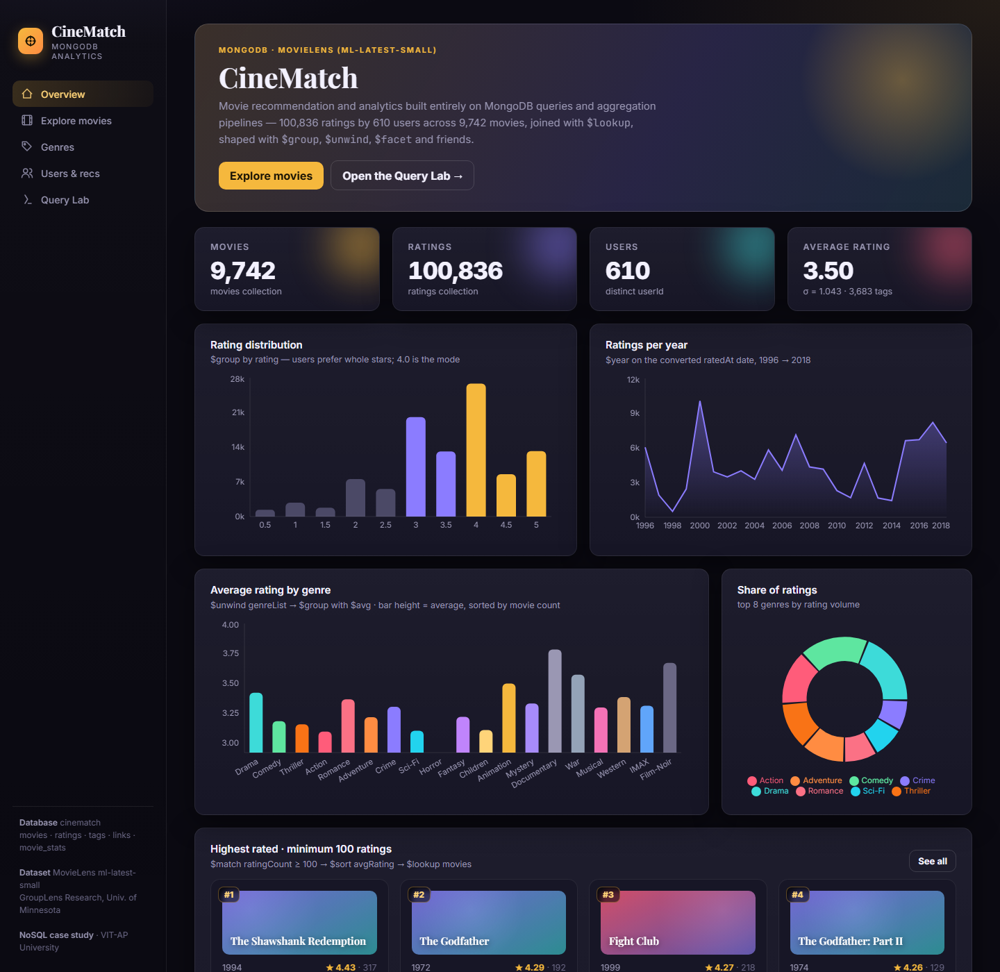 CineMatch
MONGODB
ANALYTICS
Overview
Explore movies
Genres
Users & recs
Query Lab
Database cinematch
movies · ratings · tags · links ·
movie_stats
Dataset MovieLens ml-latest-
small
GroupLens Research, Univ. of
Minnesota
NoSQL case study · VIT-AP
University
MONGODB · MOVIELENS (ML-LATEST-SMALL)
CineMatch
Movie recommendation and analytics built entirely on MongoDB queries and aggregation
pipelines — 100,836 ratings by 610 users across 9,742 movies, joined with $lookup,
shaped with $group, $unwind, $facet and friends.
Explore movies
Open the Query Lab →
MOVIES
9,742
movies collection
RATINGS
100,836
ratings collection
USERS
610
distinct userId
AVERAGE RATING
3.50
σ = 1.043 · 3,683 tags
Rating distribution
$group by rating — users prefer whole stars; 4.0 is the mode
28k
21k
14k
7k
0k
0.5 1 1.5 2 2.5 3 3.5 4 4.5 5
Ratings per year
$year on the converted ratedAt date, 1996 → 2018
12k
9k
6k
3k
0k
1996 1998 2000 2002 2004 2006 2008 2010 2012 2014 2016 2018
Average rating by genre
$unwind genreList → $group with $avg · bar height = average, sorted by movie count
4.00
3.75
3.50
3.25
3.00
Drama Comedy Thriller Action Romance Adventure Crime Sci-Fi Horror Fantasy Children Animation Mystery Documentary War Musical Western IMAX Film-Noir
Share of ratings
top 8 genres by rating volume
Action Adventure Comedy Crime
Drama Romance Sci-Fi Thriller
Highest rated · minimum 100 ratings
$match ratingCount ≥ 100 → $sort avgRating → $lookup movies
See all
#1
The Shawshank Redemption
1994 ★ 4.43 · 317
#2
The Godfather
1972 ★ 4.29 · 192
#3
Fight Club
1999 ★ 4.27 · 218
#4
The Godfather: Part II
1974 ★ 4.26 · 129